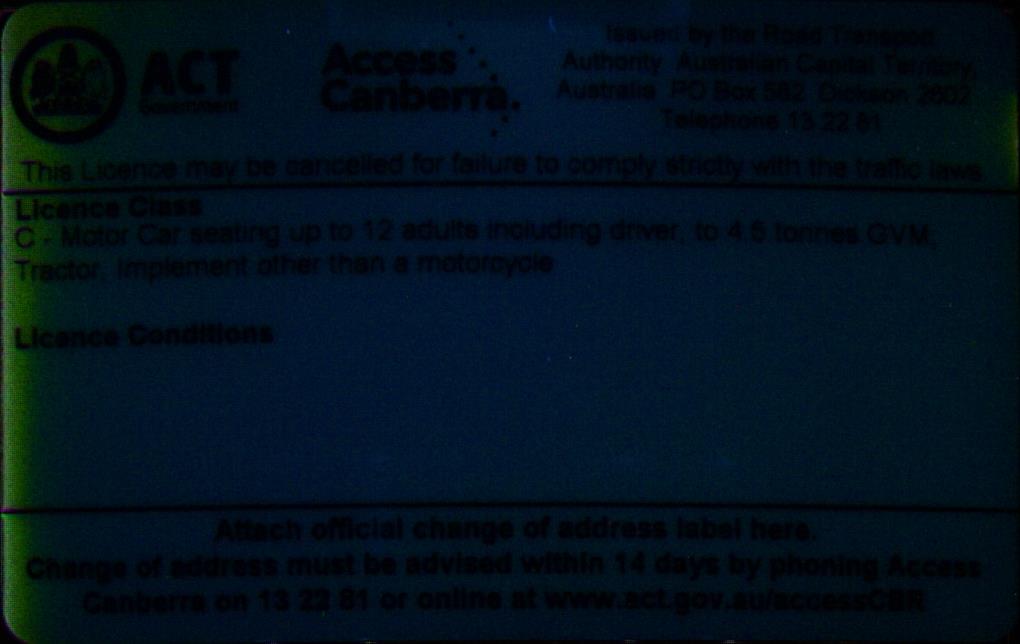 ACT
Government
Access
Canberra.
Issued by the Road Transport
Authority Australian Capital Territory,
Australia PO Box 582 Dickson 2602
Telephone 13 22 81
This Licence may be cancelled for failure to comply strictly with the traffic laws.
Licence Class
C - Motor Car seating up to 12 adults including driver, to 4.5 tonnes GVM,
Tractor, Implement other than a motorcycle
Licence Conditions
Attach official change of address label here.
Change of address must be advised within 14 days by phoning Access
Canberra on 13 22 81 or online at www.act.gov.au/accessCBR